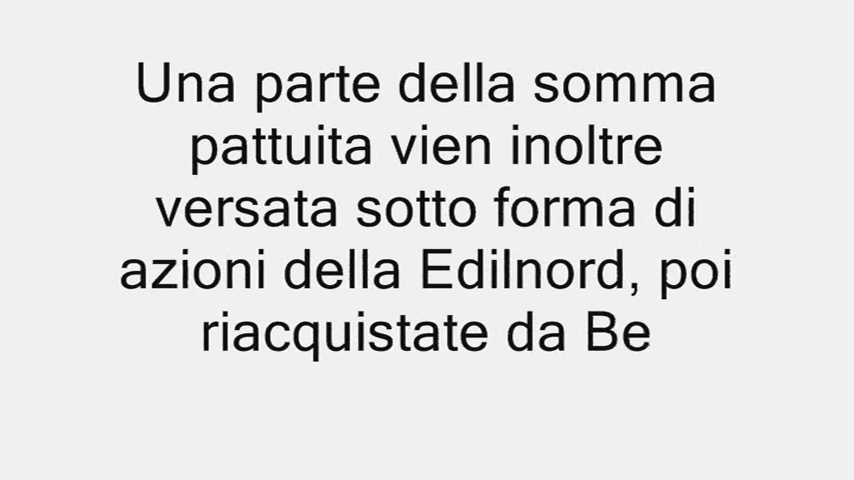 Una parte della somma
pattuita vien inoltre
versata sotto forma di
azioni della Edilnord, poi
riacquistate da Be